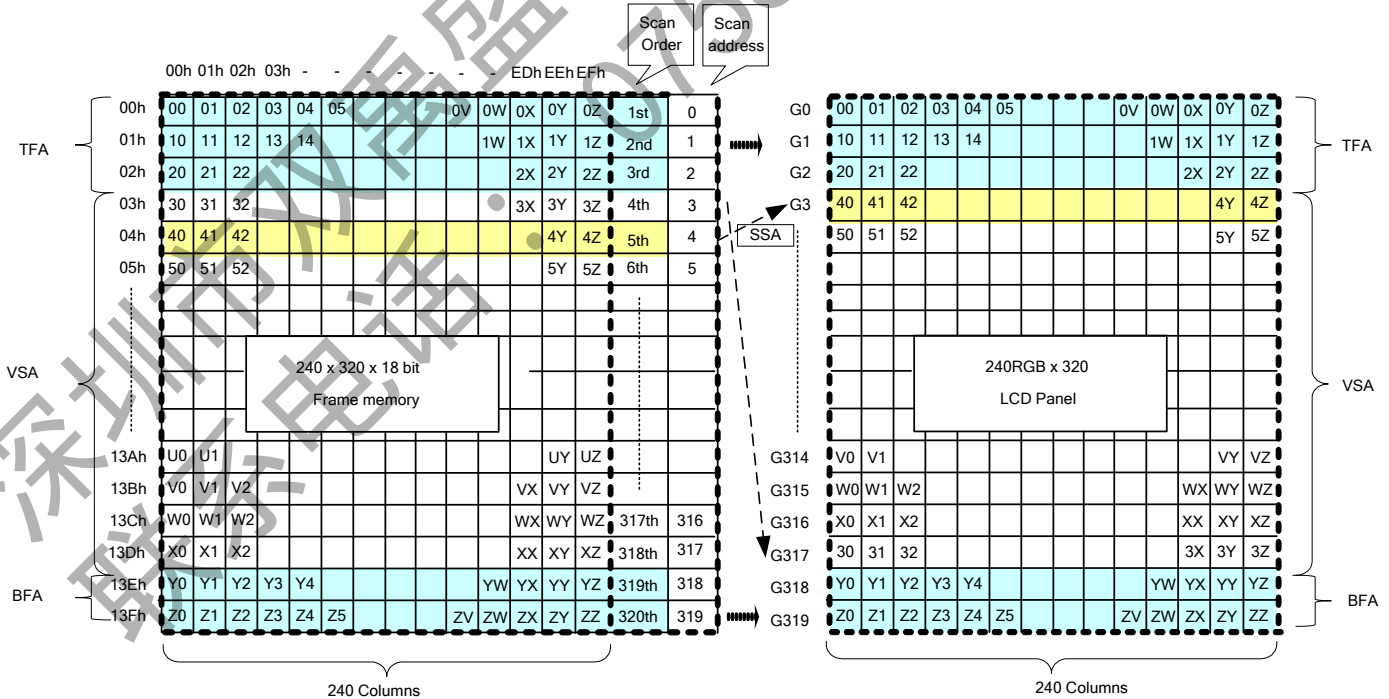 Scan Order
Scan address
00h 01h 02h 03h - - - - - - - EDh EEh EFh
TFA
00h 00 01 02 03 04 05 0V 0W 0X 0Y 0Z 1st 0
01h 10 11 12 13 14 1W 1X 1Y 1Z 2nd 1
02h 20 21 22 2X 2Y 2Z 3rd 2
03h 30 31 32 3X 3Y 3Z 4th 3
04h 40 41 42 4Y 4Z 5th 4
05h 50 51 52 5Y 5Z 6th 5
VSA
240 x 320 x 18 bit
Frame memory
13Ah U0 U1 UY UZ
13Bh V0 V1 V2 VX VY VZ
13Ch W0 W1 W2 WX WY WZ 317th 316
13Dh X0 X1 X2 XX XY XZ 318th 317
BFA
13Eh Y0 Y1 Y2 Y3 Y4 YW YX YY YZ 319th 318
13Fh Z0 Z1 Z2 Z3 Z4 Z5 ZV ZW ZX ZY ZZ 320th 319
240 Columns
SSA
G0 00 01 02 03 04 05 0V 0W 0X 0Y 0Z
G1 10 11 12 13 14 1W 1X 1Y 1Z
G2 20 21 22 2X 2Y 2Z
TFA
G3 40 41 42 4Y 4Z
50 51 52 5Y 5Z
240RGB x 320
LCD Panel
VSA
G314 V0 V1 VY VZ
G315 W0 W1 W2 WX WY WZ
G316 X0 X1 X2 XX XY XZ
G317 30 31 32 3X 3Y 3Z
G318 Y0 Y1 Y2 Y3 Y4 YW YX YY YZ
G319 Z0 Z1 Z2 Z3 Z4 Z5 ZV ZW ZX ZY ZZ
BFA
240 Columns
深圳市双禹盛
联系电话：075